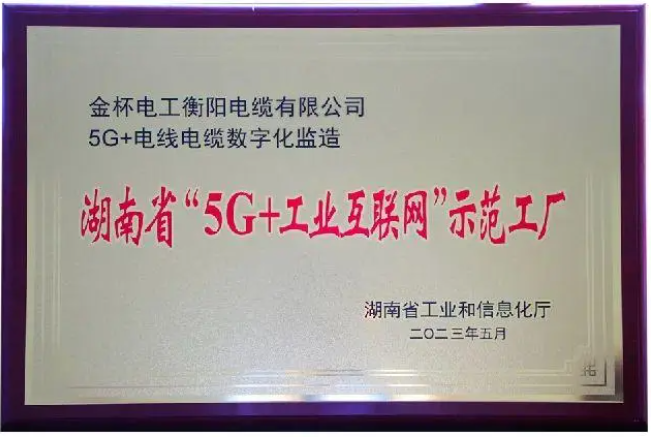 金杯电工衡阳电缆有限公司
5G+电线电缆数字化监造
湖南省“5G+工业互联网”示范工厂
湖南省工业和信息化厅
二〇二三年五月